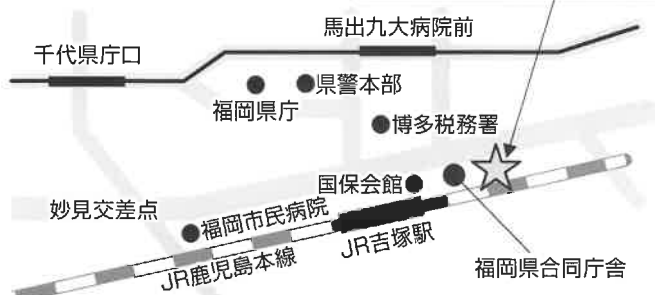 馬出九大病院前
千代県庁口
県警本部
福岡県庁
博多税務署
国保会館
妙見交差点
福岡市民病院
JR吉塚駅
JR鹿児島本線
福岡県合同庁舎